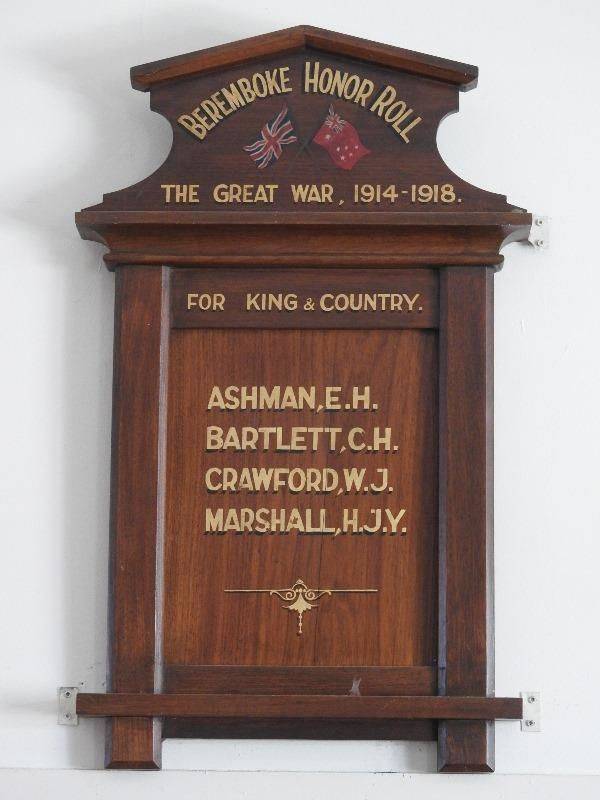 BEREMBOKE HONOR ROLL
THE GREAT WAR, 1914-1918.
FOR KING & COUNTRY.
ASHMAN,E.H.
BARTLETT,C.H.
CRAWFORD,W.J.
MARSHALL,H.J.Y.